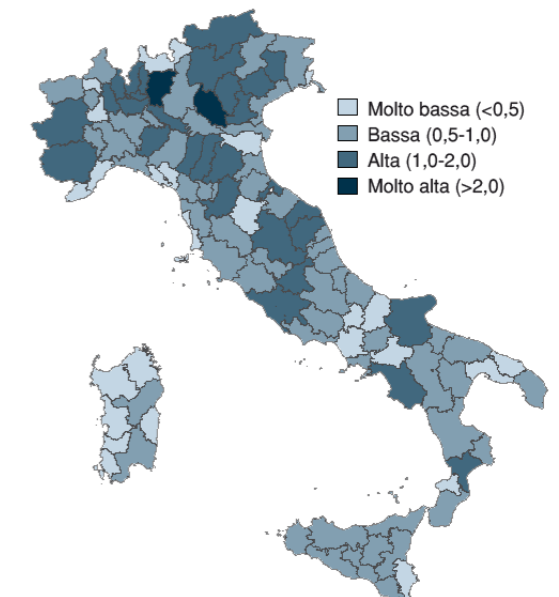 Molto bassa (<0,5)
Bassa (0,5-1,0)
Alta (1,0-2,0)
Molto alta (>2,0)